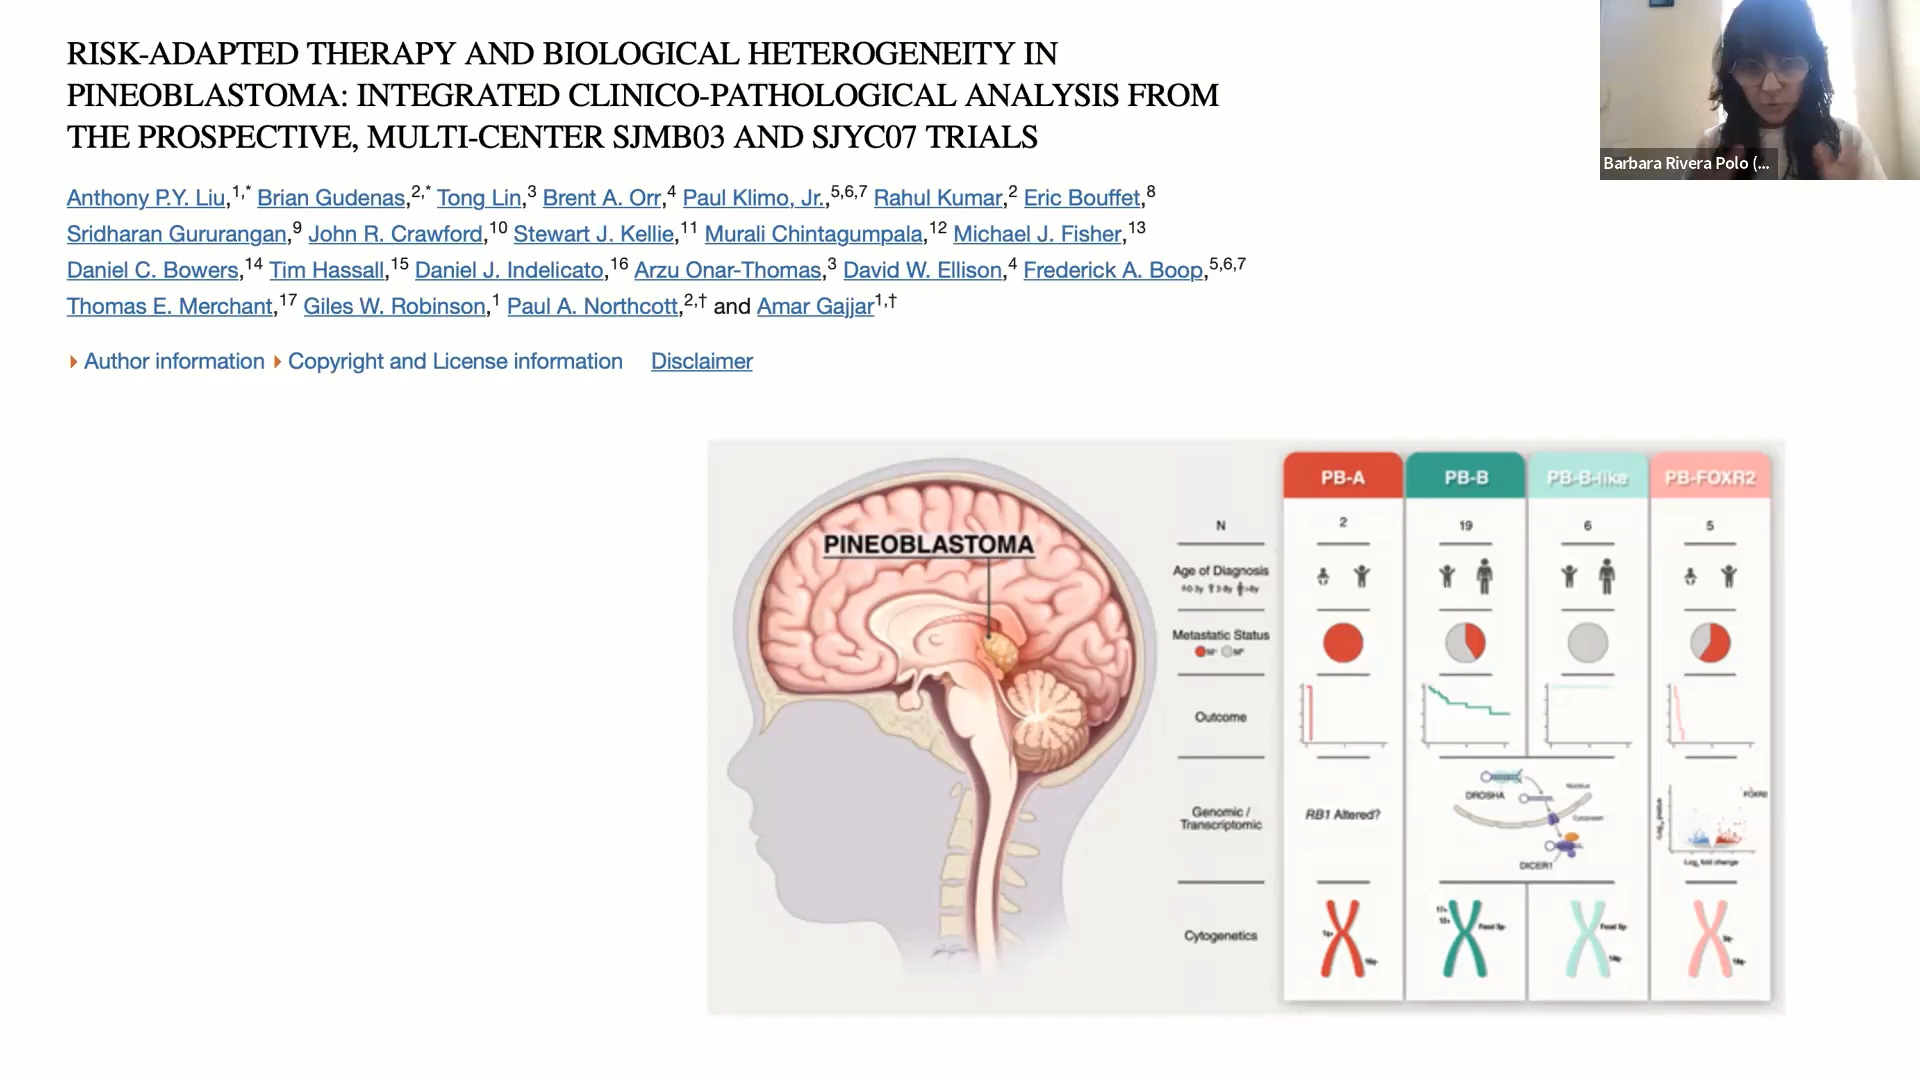 RISK-ADAPTED THERAPY AND BIOLOGICAL HETEROGENEITY IN
PINEOBLASTOMA: INTEGRATED CLINICO-PATHOLOGICAL ANALYSIS FROM
THE PROSPECTIVE, MULTI-CENTER SJMB03 AND SJYC07 TRIALS
Anthony P.Y. Liu,1,* Brian Gudenas,2,* Tong Lin,3 Brent A. Orr,4 Paul Klimo, Jr.,5,6,7 Rahul Kumar,2 Eric Bouffet,8
Sridharan Gururangan,9 John R. Crawford,10 Stewart J. Kellie,11 Murali Chintagumpala,12 Michael J. Fisher,13
Daniel C. Bowers,14 Tim Hassall,15 Daniel J. Indelicato,16 Arzu Onar-Thomas,3 David W. Ellison,4 Frederick A. Boop,5,6,7
Thomas E. Merchant,17 Giles W. Robinson,1 Paul A. Northcott,2,† and Amar Gajjar1,†
Author information Copyright and License information Disclaimer
Barbara Rivera Polo (...
PINEOBLASTOMA
PB-A PB-B PB-B-like PB-FOXR2
N 2 19 6 5
Age of Diagnosis
Metastatic Status
Outcome
Genomic / Transcriptomic
RB1 Altered?
DROSHA
Nucleus
Cytoplasm
DICER1
FOXR2
Log2 fold change
Cytogenetics